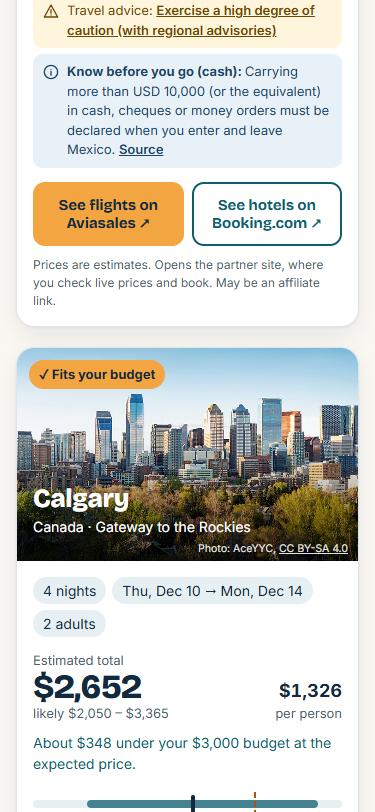 Travel advice: Exercise a high degree of
caution (with regional advisories)
Know before you go (cash): Carrying
more than USD 10,000 (or the equivalent)
in cash, cheques or money orders must be
declared when you enter and leave
Mexico. Source
See flights on
Aviasales ↗
See hotels on
Booking.com ↗
Prices are estimates. Opens the partner site, where
you check live prices and book. May be an affiliate
link.
✓ Fits your budget
Calgary
Canada · Gateway to the Rockies
Photo: AceYYC, CC BY-SA 4.0
4 nights
Thu, Dec 10 → Mon, Dec 14
2 adults
Estimated total
$2,652
$1,326
likely $2,050 – $3,365
per person
About $348 under your $3,000 budget at the
expected price.